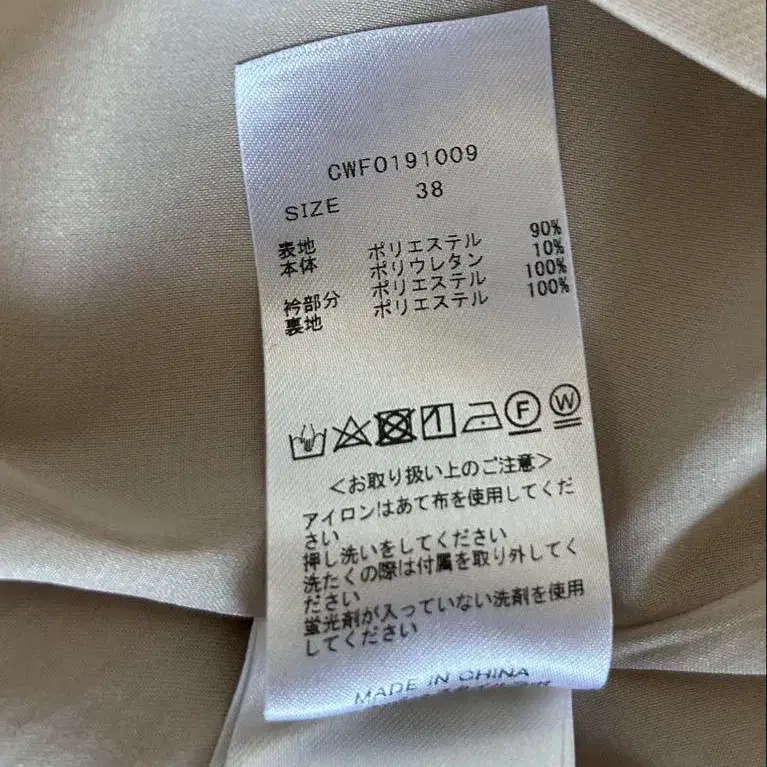 CWF0191009
SIZE 38
表地
本体 ポリエステル 90%
ポリウレタン 10%
衿部分 ポリエステル 100%
裏地 ポリエステル 100%
F W
<お取り扱い上のご注意>
アイロンはあて布を使用してくだ
さい
押し洗いをしてください
洗たくの際は付属を取り外してく
ださい
蛍光剤が入っていない洗剤を使用
してください
MADE IN CHINA